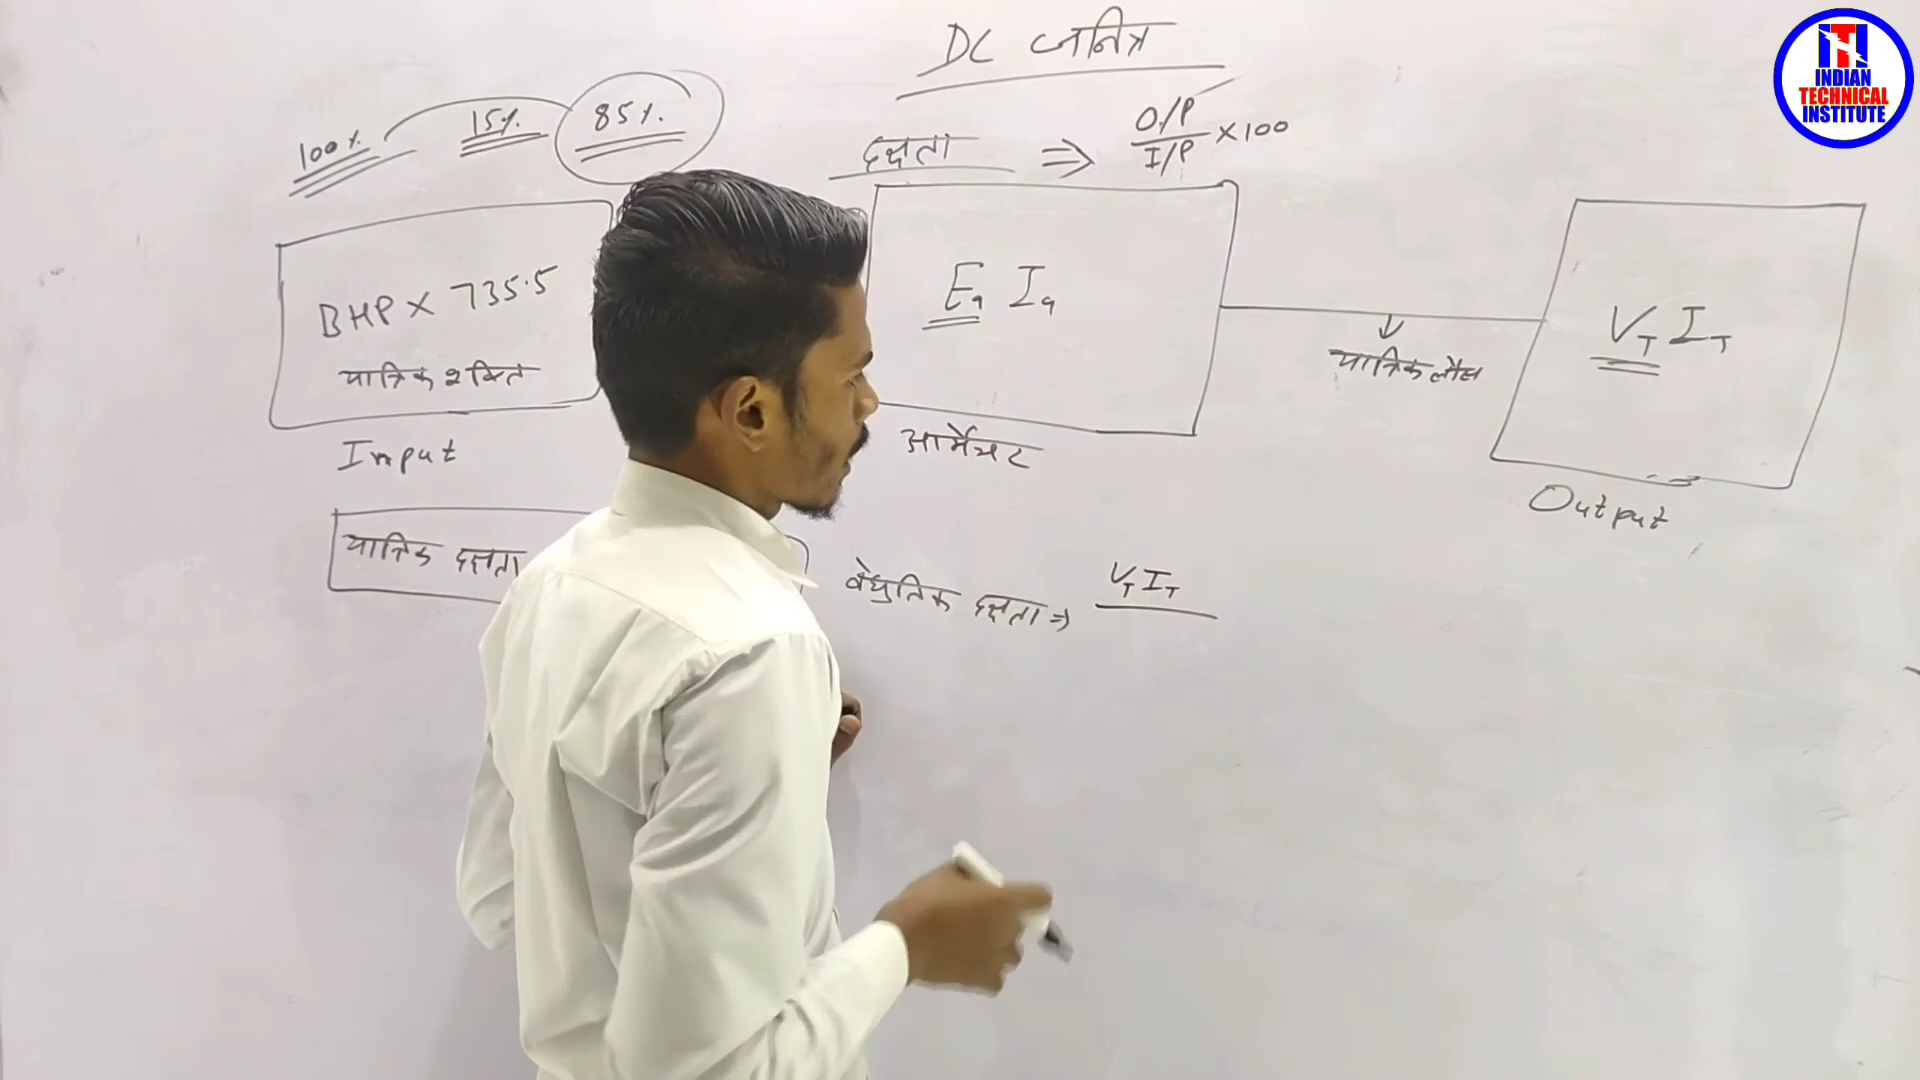 DC जनित्र
100%
15%
85%
दक्षता ⇒ O/P / I/P ×100
BHP × 735.5
यात्रिक शक्ति
Input
Ea Ia
आर्मेचर
यात्रिक लौस
VT IT
Output
यात्रिक दक्षता
वैधुतिक दक्षता ⇒ VT IT
ITI
INDIAN
TECHNICAL
INSTITUTE